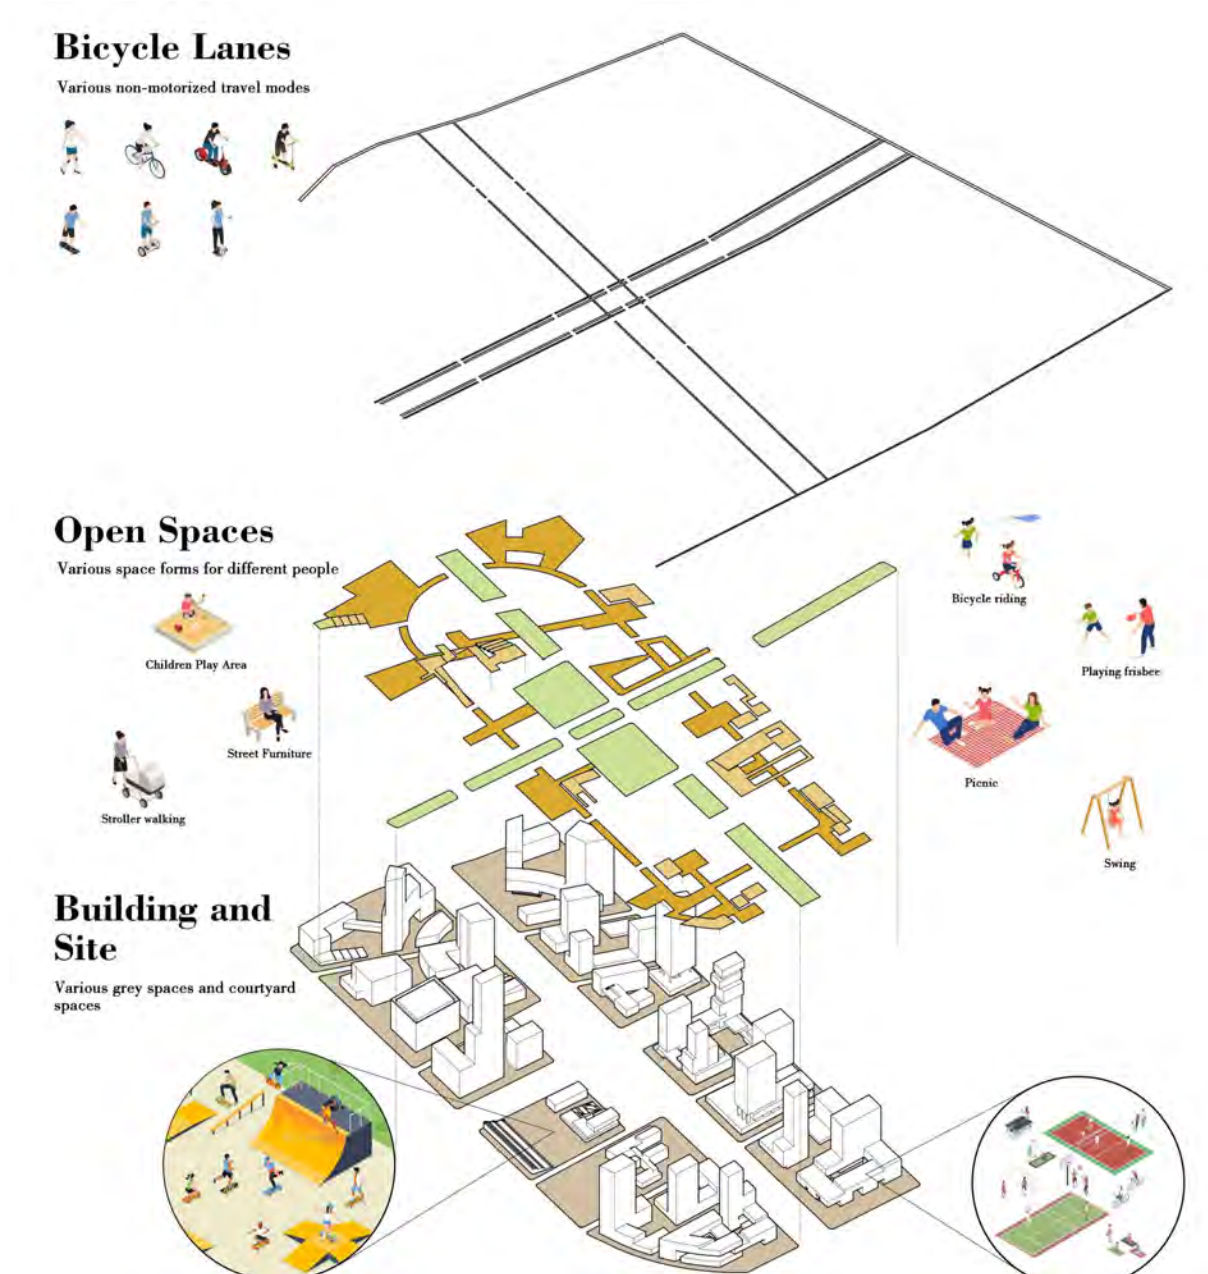 Bicycle Lanes
Various non-motorized travel modes
Open Spaces
Various space forms for different people
Children Play Area
Street Furniture
Stroller walking
Bicycle riding
Playing frisbee
Picnic
Swing
Building and
Site
Various grey spaces and courtyard
spaces